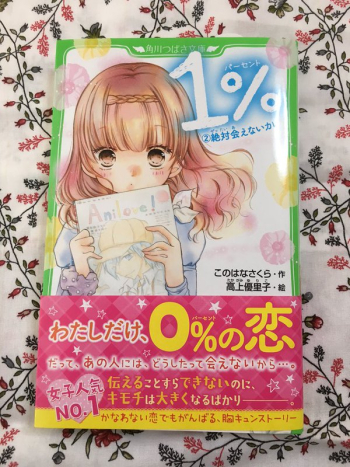 角川つばさ文庫
パーセント
1%
②絶対会えないカレ
Anilove!
このはなさくら・作
高上優里子・絵
パーセント
わたしだけ、0%の恋
だって、あの人には、どうしたって会えないから…。
女子人気
NO.1
伝えることすらできないのに、
キモチは大きくなるばかり――
かなわない恋でもがんばる、胸キュンストーリー